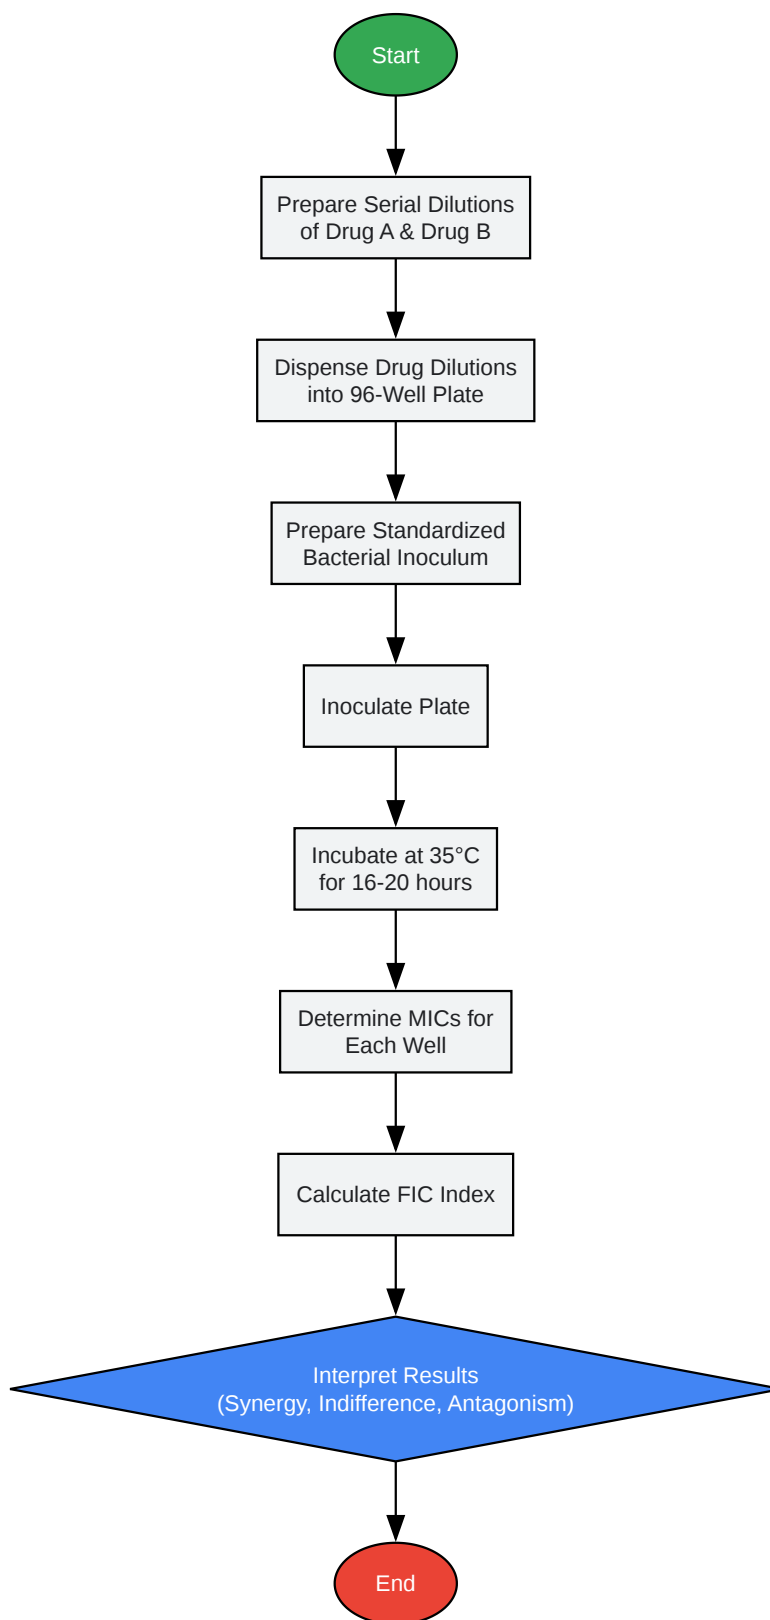 Start
Prepare Serial Dilutions
of Drug A & Drug B
Dispense Drug Dilutions
into 96-Well Plate
Prepare Standardized
Bacterial Inoculum
Inoculate Plate
Incubate at 35°C
for 16-20 hours
Determine MICs for
Each Well
Calculate FIC Index
Interpret Results
(Synergy, Indifference, Antagonism)
End